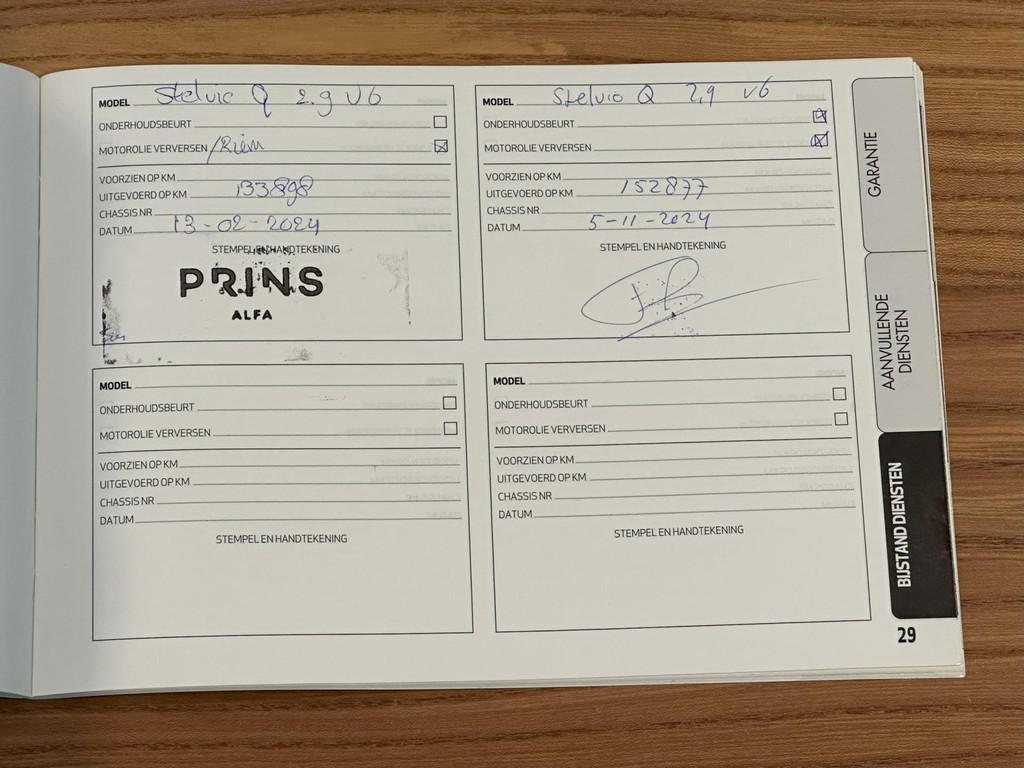 MODEL Stelvio Q 2.9 V6
ONDERHOUDSBEURT
MOTOROLIE VERVERSEN /Riem
VOORZIEN OP KM
UITGEVOERD OP KM 133898
CHASSIS NR
DATUM 13-02-2024
STEMPEL EN HANDTEKENING
PRINS
ALFA
MODEL Stelvio Q 2,9 V6
ONDERHOUDSBEURT
MOTOROLIE VERVERSEN
VOORZIEN OP KM
UITGEVOERD OP KM 152877
CHASSIS NR
DATUM 5-11-2024
STEMPEL EN HANDTEKENING
MODEL
ONDERHOUDSBEURT
MOTOROLIE VERVERSEN
VOORZIEN OP KM
UITGEVOERD OP KM
CHASSIS NR
DATUM
STEMPEL EN HANDTEKENING
MODEL
ONDERHOUDSBEURT
MOTOROLIE VERVERSEN
VOORZIEN OP KM
UITGEVOERD OP KM
CHASSIS NR
DATUM
STEMPEL EN HANDTEKENING
GARANTIE
AANVULLENDE
DIENSTEN
BIJSTAND DIENSTEN
29